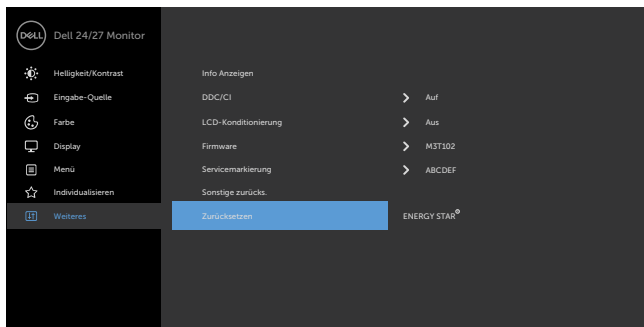 DELL Dell 24/27 Monitor
Helligkeit/Kontrast Info Anzeigen
Eingabe-Quelle DDC/CI Auf
Farbe LCD-Konditionierung Aus
Display Firmware M3T102
Menü Servicemarkierung ABCDEF
Individualisieren Sonstige zurücks.
Weiteres Zurücksetzen ENERGY STAR®